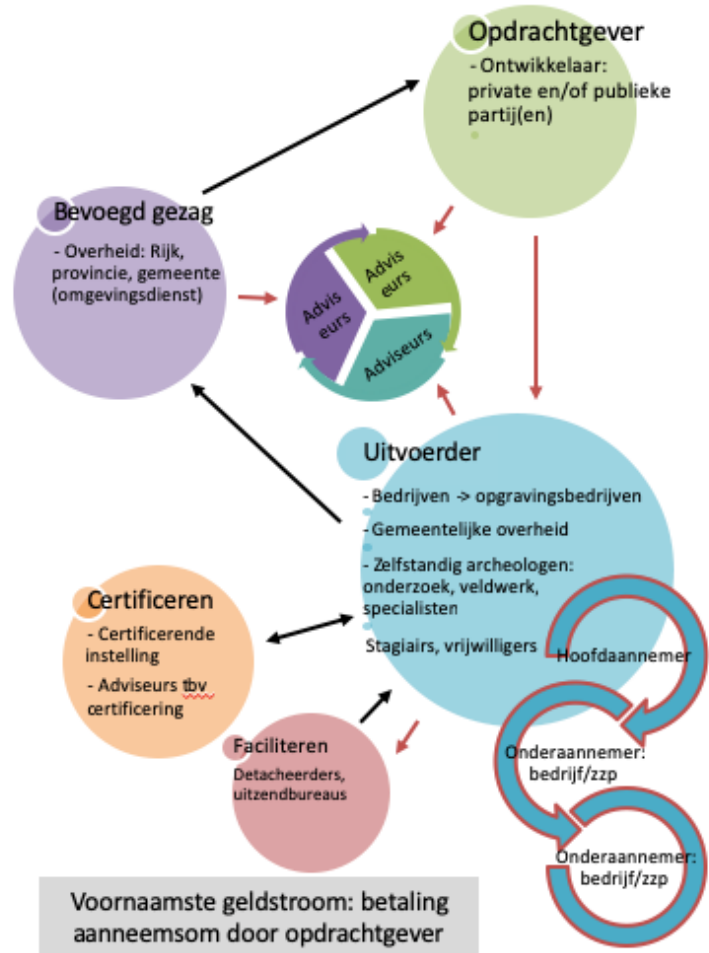 Opdrachtgever
- Ontwikkelaar:
private en/of publieke
partij(en)
Bevoegd gezag
- Overheid: Rijk,
provincie, gemeente
(omgevingsdienst)
Advis
eurs
Advis
eurs
Adviseurs
Uitvoerder
- Bedrijven -> opgravingsbedrijven
- Gemeentelijke overheid
- Zelfstandig archeologen:
onderzoek, veldwerk,
specialisten
Stagiairs, vrijwilligers
Hoofdaannemer
Onderaannemer:
bedrijf/zzp
Onderaannemer:
bedrijf/zzp
Certificeren
- Certificerende
instelling
- Adviseurs tbv
certificering
Faciliteren
Detacheerders,
uitzendbureaus
Voornaamste geldstroom: betaling
aanneemsom door opdrachtgever